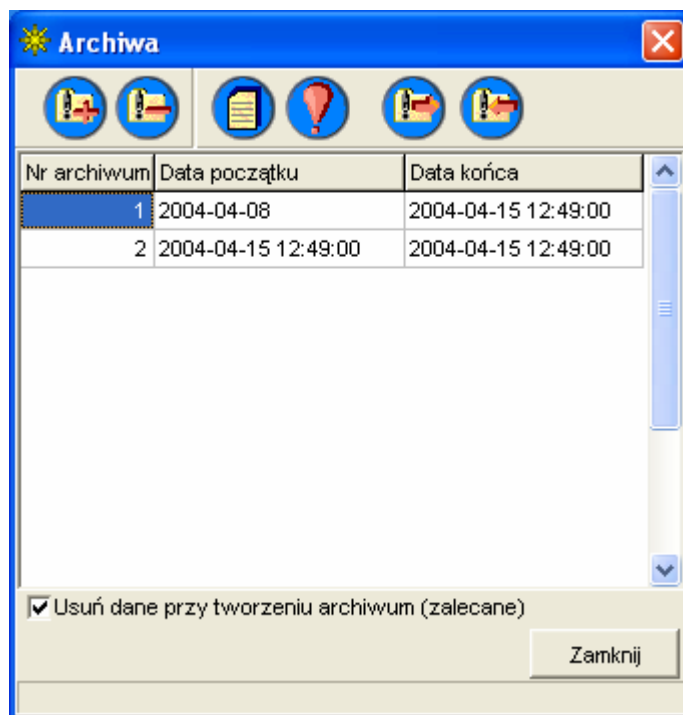 Archiwa
Nr archiwum Data początku Data końca
1 2004-04-08 2004-04-15 12:49:00
2 2004-04-15 12:49:00 2004-04-15 12:49:00
Usuń dane przy tworzeniu archiwum (zalecane)
Zamknij